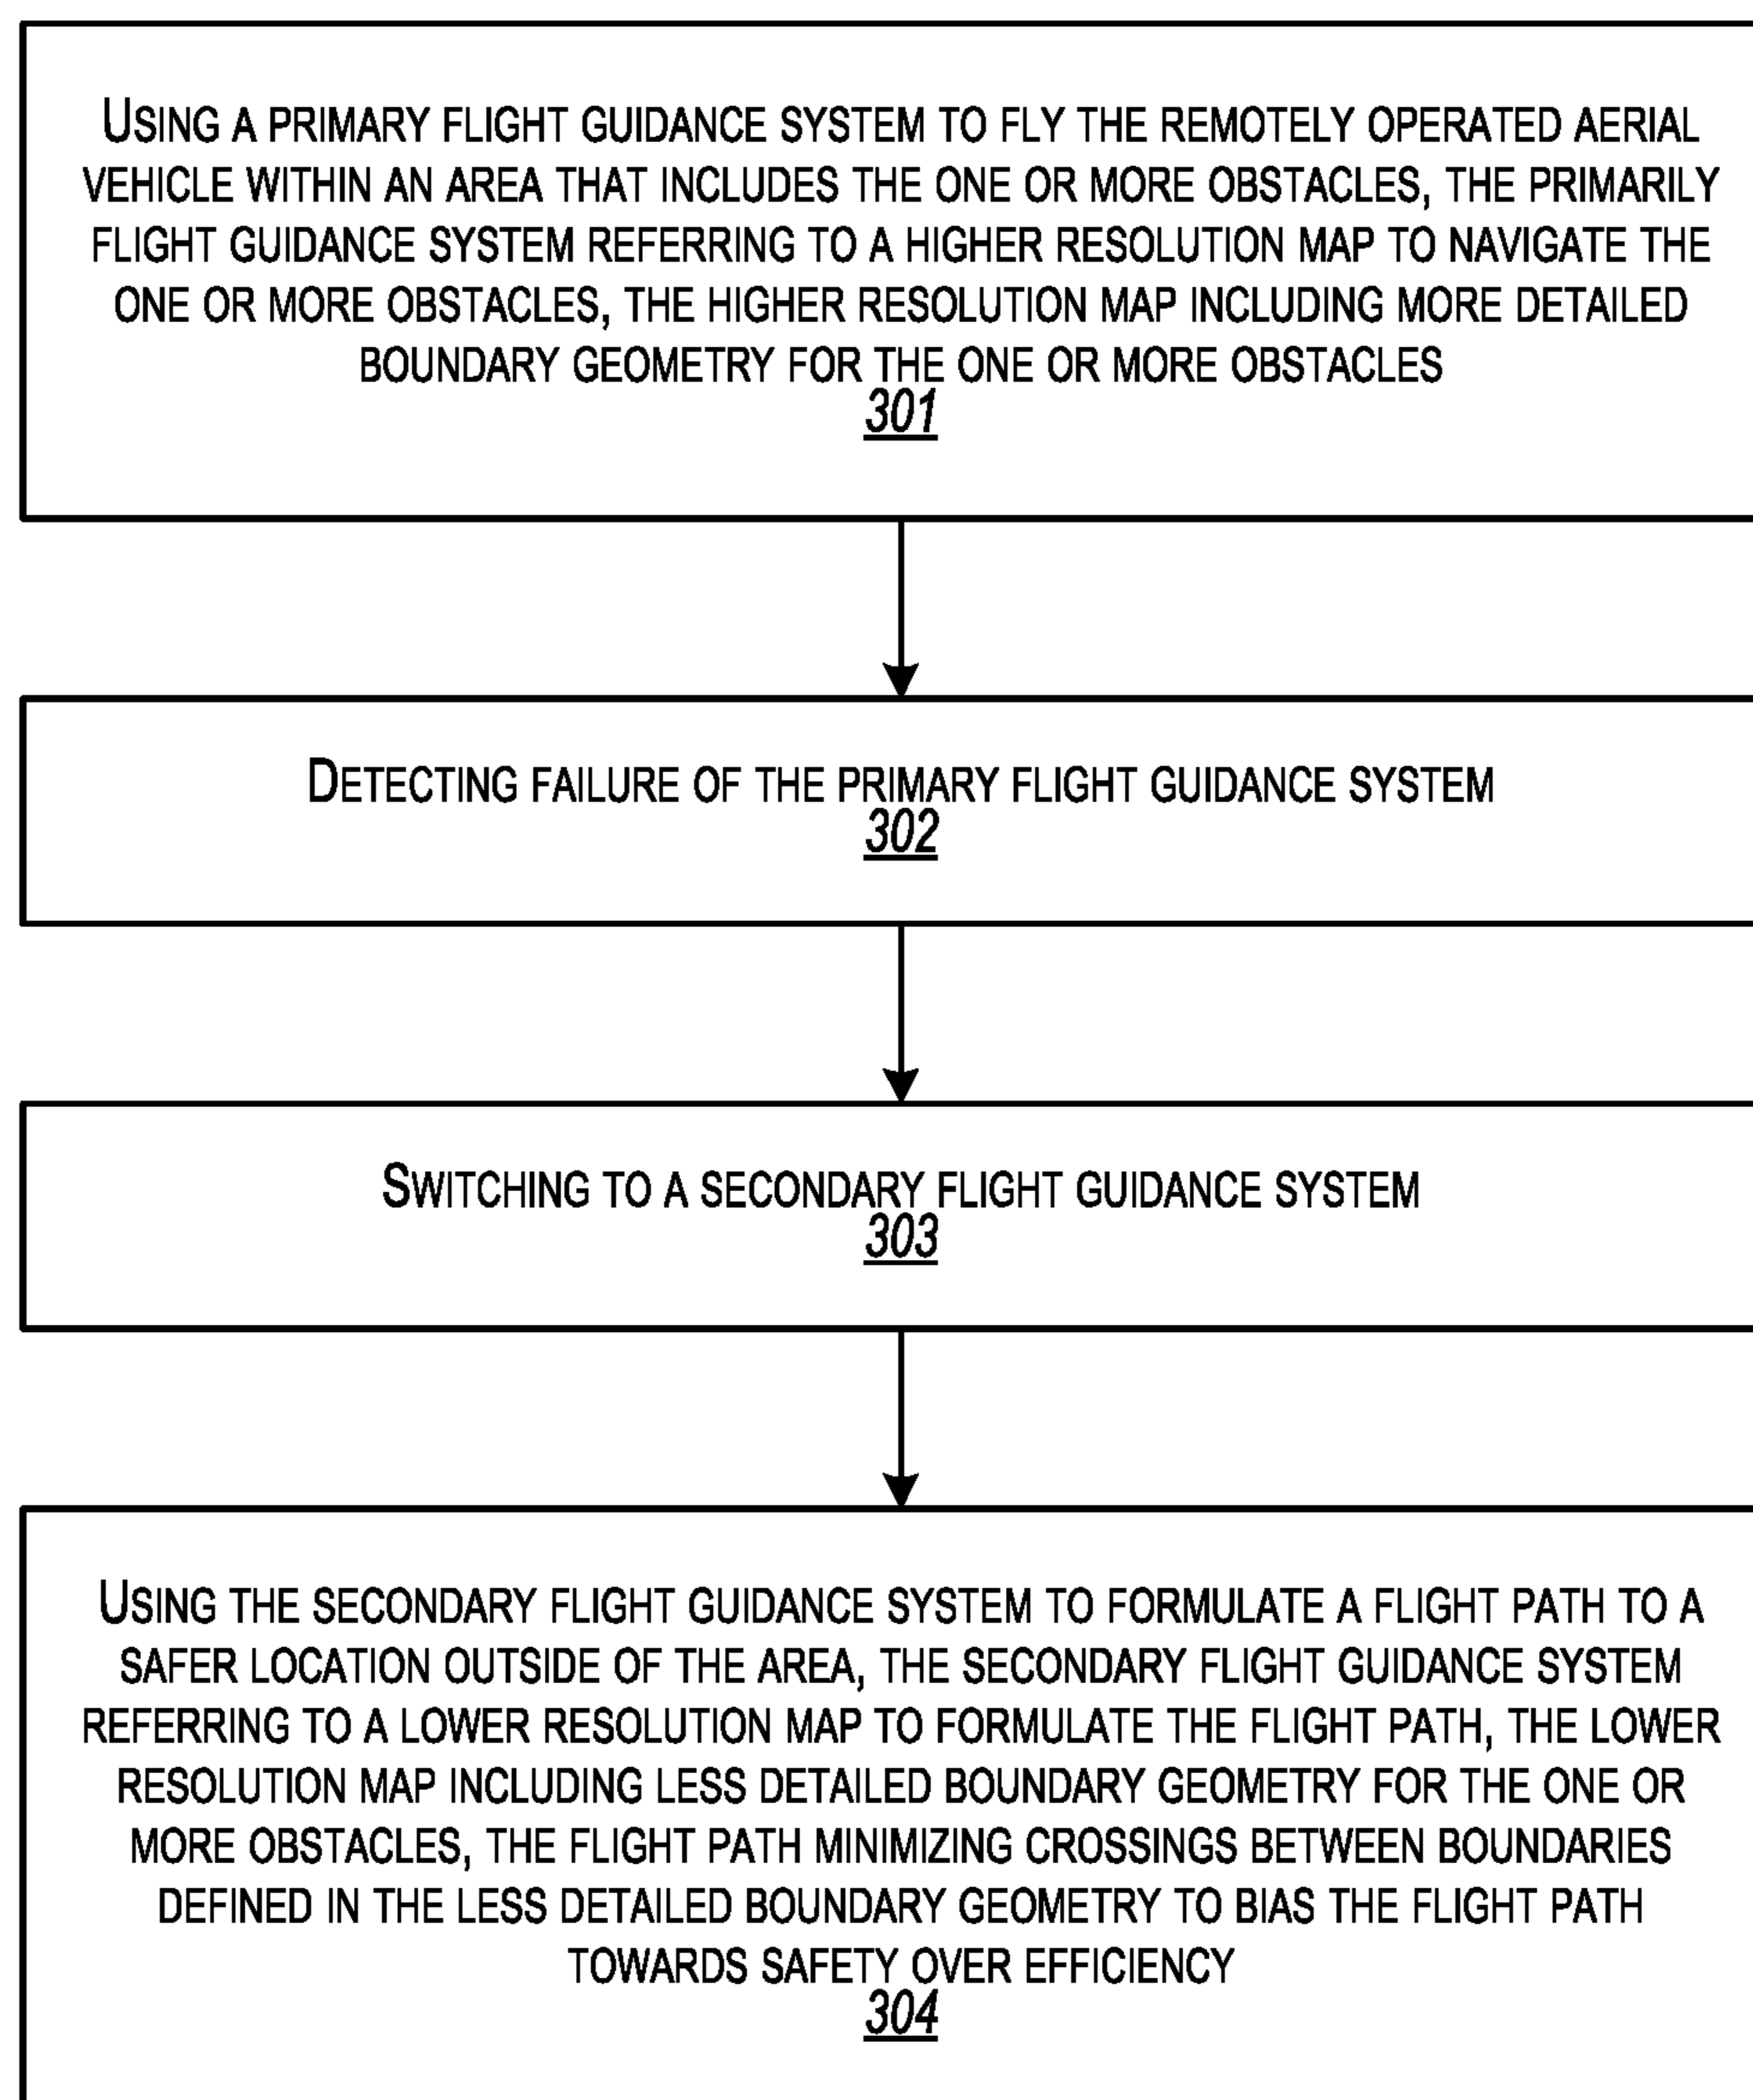 USING A PRIMARY FLIGHT GUIDANCE SYSTEM TO FLY THE REMOTELY OPERATED AERIAL
VEHICLE WITHIN AN AREA THAT INCLUDES THE ONE OR MORE OBSTACLES, THE PRIMARILY
FLIGHT GUIDANCE SYSTEM REFERRING TO A HIGHER RESOLUTION MAP TO NAVIGATE THE
ONE OR MORE OBSTACLES, THE HIGHER RESOLUTION MAP INCLUDING MORE DETAILED
BOUNDARY GEOMETRY FOR THE ONE OR MORE OBSTACLES
301
DETECTING FAILURE OF THE PRIMARY FLIGHT GUIDANCE SYSTEM
302
SWITCHING TO A SECONDARY FLIGHT GUIDANCE SYSTEM
303
USING THE SECONDARY FLIGHT GUIDANCE SYSTEM TO FORMULATE A FLIGHT PATH TO A
SAFER LOCATION OUTSIDE OF THE AREA, THE SECONDARY FLIGHT GUIDANCE SYSTEM
REFERRING TO A LOWER RESOLUTION MAP TO FORMULATE THE FLIGHT PATH, THE LOWER
RESOLUTION MAP INCLUDING LESS DETAILED BOUNDARY GEOMETRY FOR THE ONE OR
MORE OBSTACLES, THE FLIGHT PATH MINIMIZING CROSSINGS BETWEEN BOUNDARIES
DEFINED IN THE LESS DETAILED BOUNDARY GEOMETRY TO BIAS THE FLIGHT PATH
TOWARDS SAFETY OVER EFFICIENCY
304